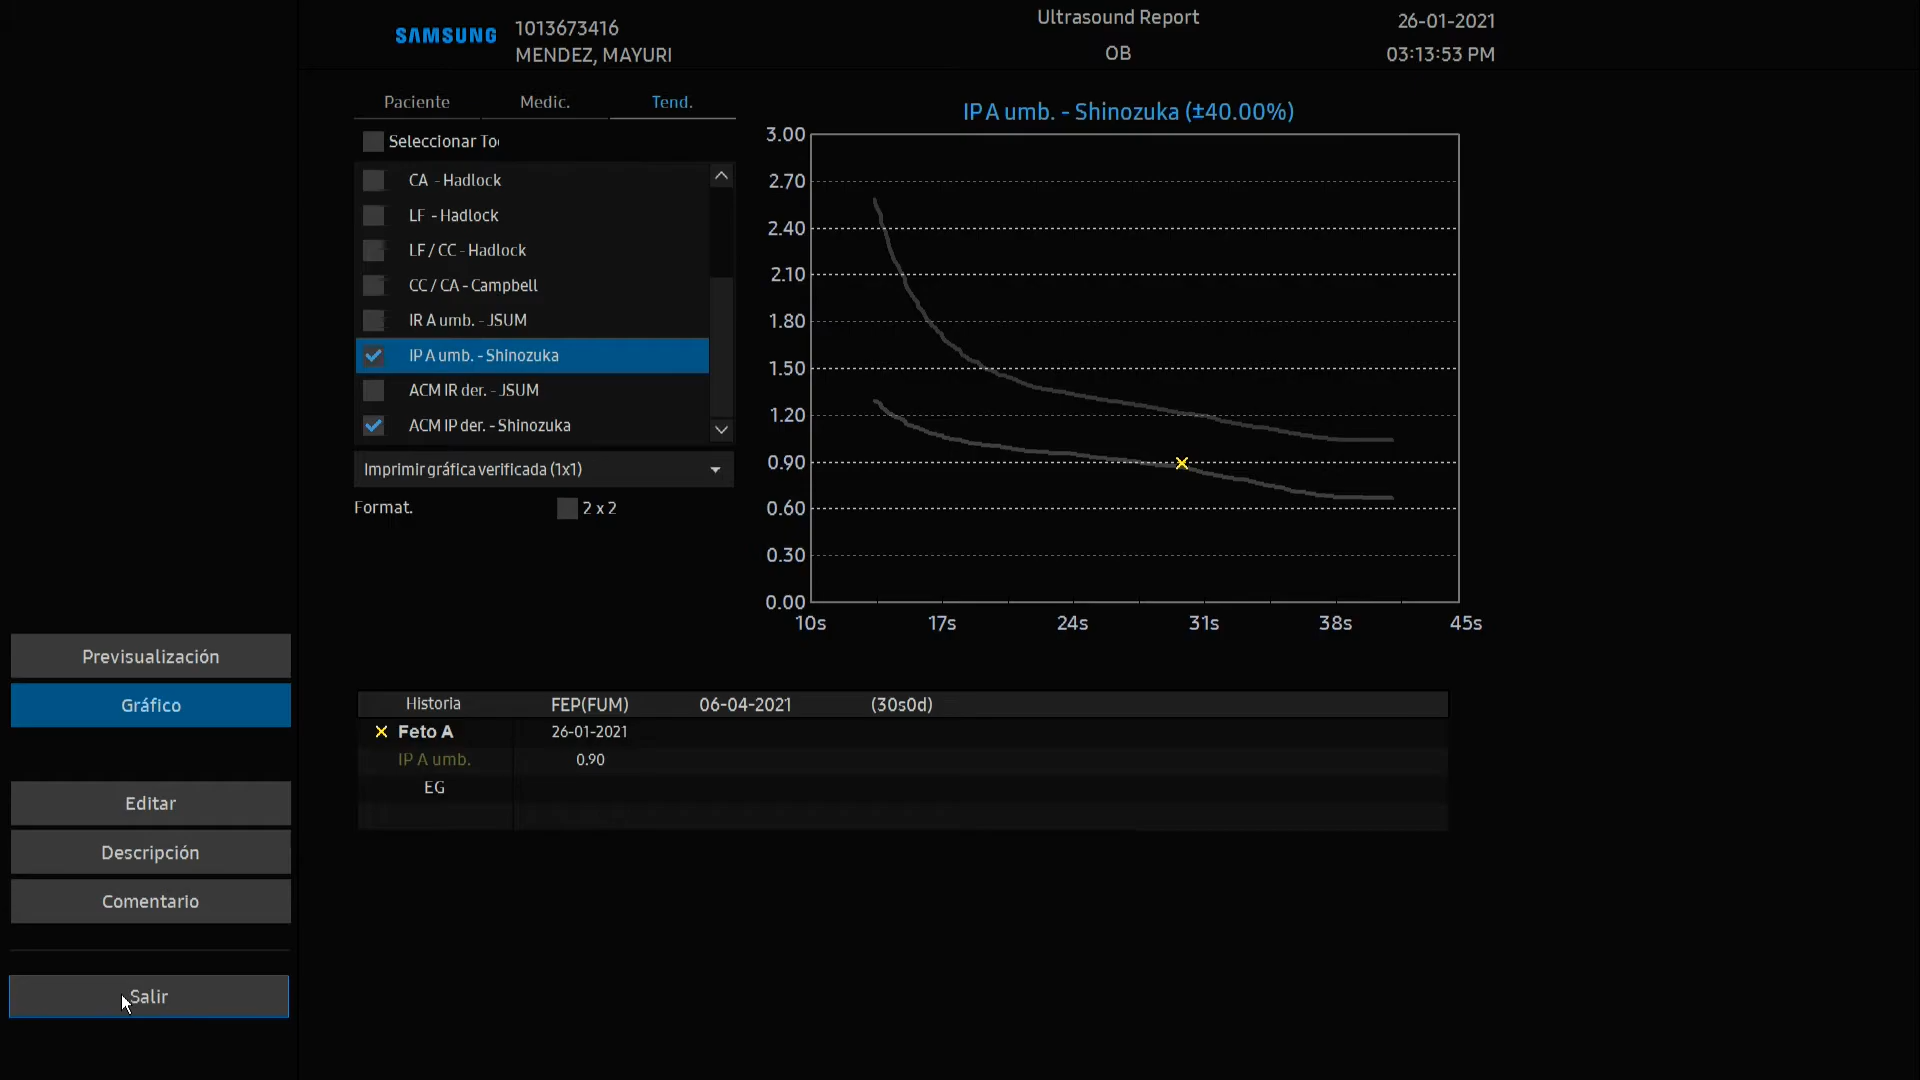 SAMSUNG
1013673416
MENDEZ, MAYURI
Ultrasound Report
OB
26-01-2021
03:13:53 PM
Paciente Medic. Tend.
Seleccionar To
CA - Hadlock
LF - Hadlock
LF / CC - Hadlock
CC / CA - Campbell
IR A umb. - JSUM
IP A umb. - Shinozuka
ACM IR der. - JSUM
ACM IP der. - Shinozuka
Imprimir gráfica verificada (1x1)
Format. 2 x 2
IP A umb. - Shinozuka (±40.00%)
3.00
2.70
2.40
2.10
1.80
1.50
1.20
0.90
0.60
0.30
0.00
10s 17s 24s 31s 38s 45s
Historia FEP(FUM) 06-04-2021 (30s0d)
Feto A 26-01-2021
IP A umb. 0.90
EG
Previsualización
Gráfico
Editar
Descripción
Comentario
Salir